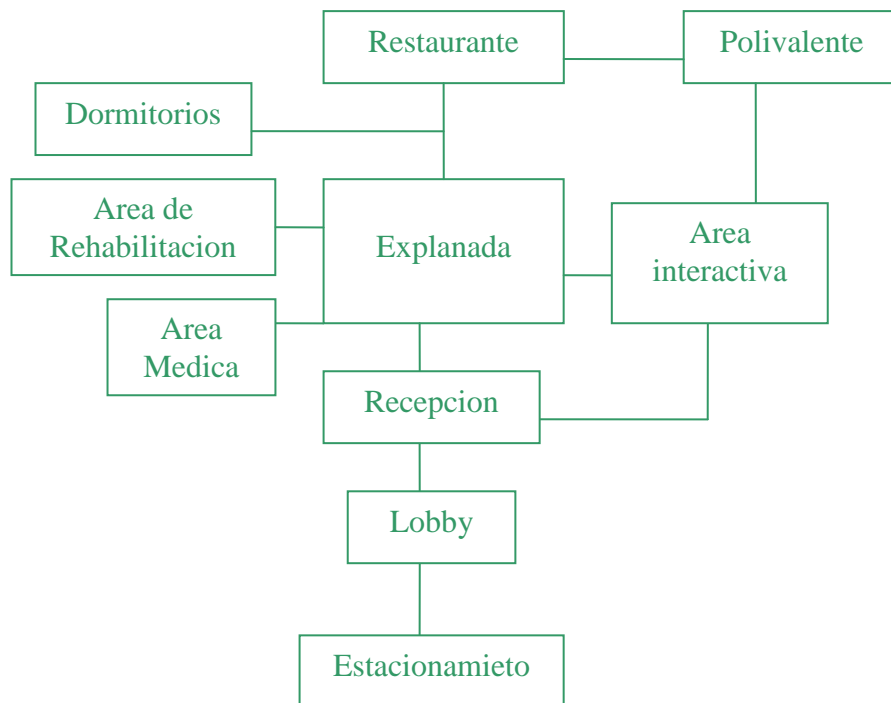 Restaurante
Polivalente
Dormitorios
Area de
Rehabilitacion
Explanada
Area
interactiva
Area
Medica
Recepcion
Lobby
Estacionamieto